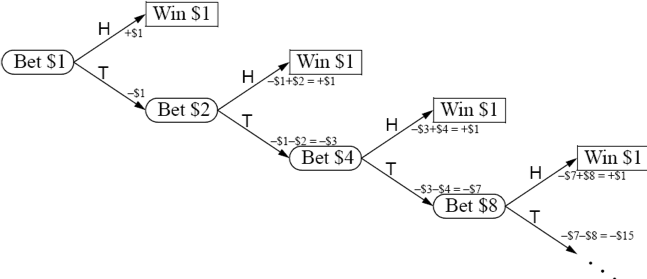 Win $1
H
+$1
Bet $1
T
–$1
Win $1
H
–$1+$2 = +$1
Bet $2
T
–$1–$2 = –$3
Win $1
H
–$3+$4 = +$1
Bet $4
T
–$3–$4 = –$7
Win $1
H
–$7+$8 = +$1
Bet $8
T
–$7–$8 = –$15